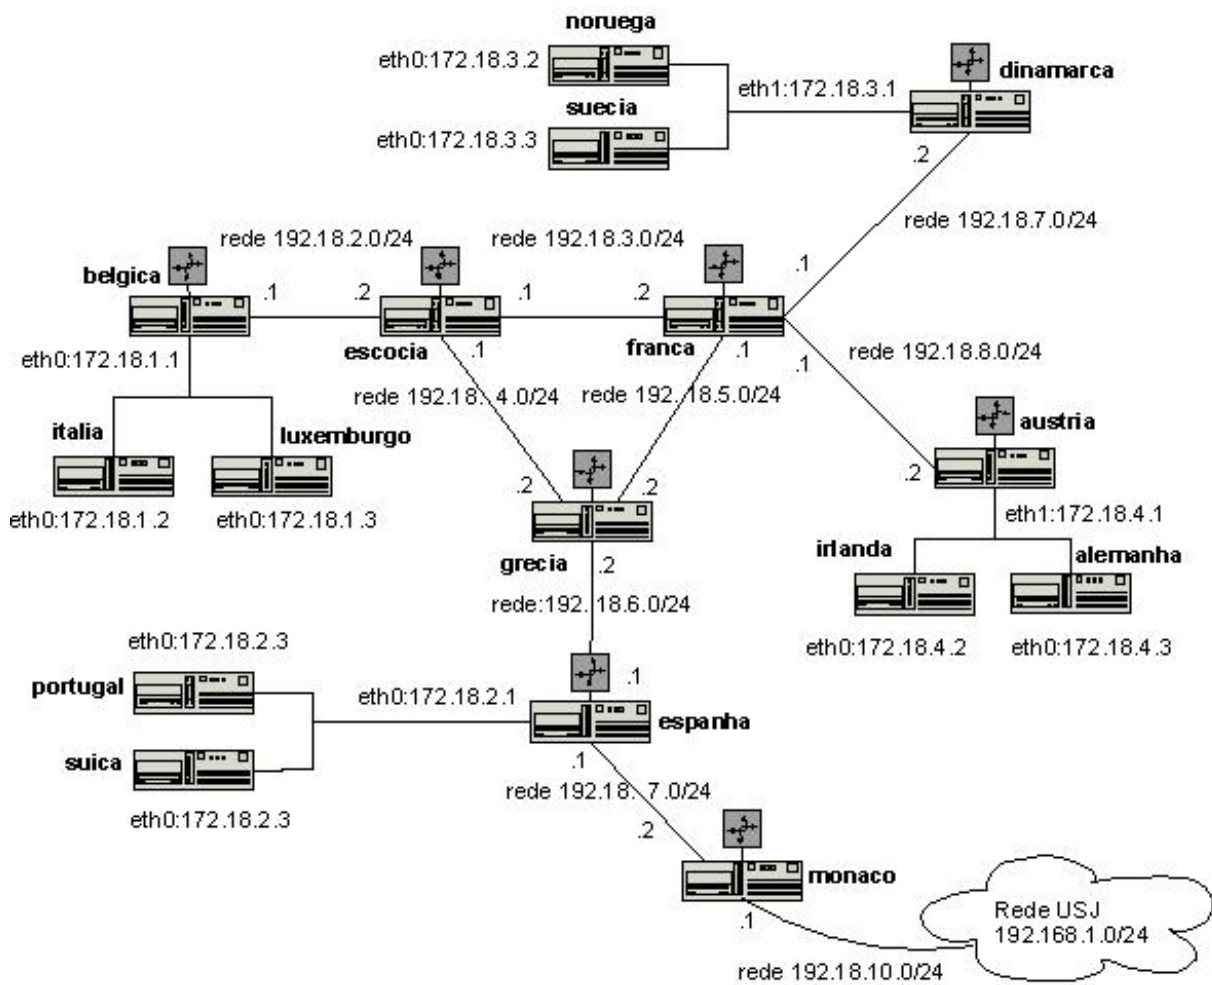 noruega
eth0:172.18.3.2
dinamarca
eth1:172.18.3.1
suecia
eth0:172.18.3.3
.2
rede 192.18.7.0/24
rede 192.18.2.0/24
rede 192.18.3.0/24
belgica
.1
.2
.1
.2
.1
eth0:172.18.1.1
escocia
.1
franca
.1
.1
rede 192.18.8.0/24
rede 192.18. 4.0/24
rede 192. 18.5.0/24
italia
luxemburgo
austria
.2
.2
.2
eth0:172.18.1.2
eth0:172.18.1.3
eth1:172.18.4.1
grecia
.2
irlanda
alemanha
rede:192. 18.6.0/24
eth0:172.18.4.2
eth0:172.18.4.3
eth0:172.18.2.3
portugal
eth0:172.18.2.1
.1
espanha
suica
.1
rede 192.18. 7.0/24
eth0:172.18.2.3
.2
monaco
.1
Rede USJ
192.168.1.0/24
rede 192.18.10.0/24